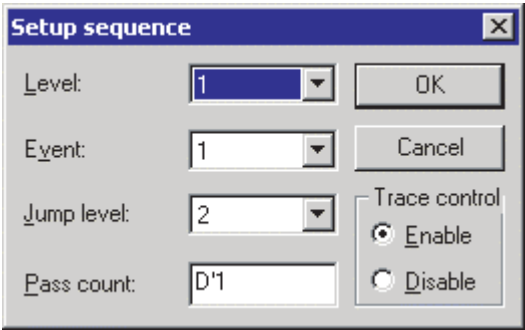 Setup sequence
Level: 1
OK
Event: 1
Cancel
Jump level: 2
Trace control
Enable
Pass count: D'1
Disable